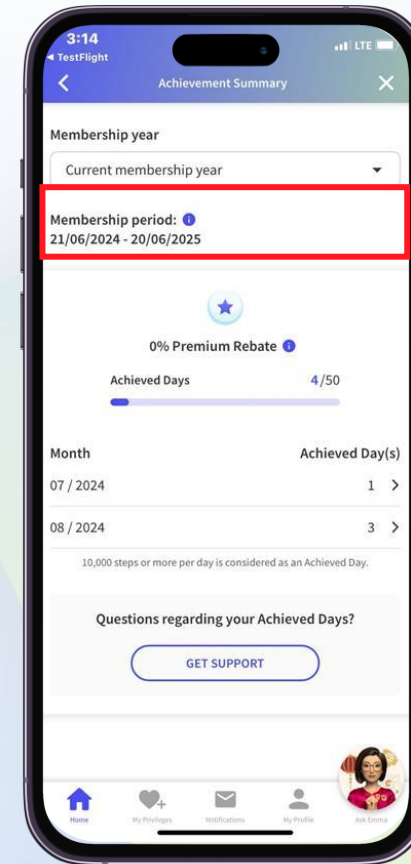 3:14
LTE
TestFlight
Achievement Summary
Membership year
Current membership year
Membership period:
21/06/2024 - 20/06/2025
0% Premium Rebate
Achieved Days 4/50
Month Achieved Day(s)
07 / 2024 1
08 / 2024 3
10,000 steps or more per day is considered as an Achieved Day.
Questions regarding your Achieved Days?
GET SUPPORT
Home My Privileges Notifications My Profile Ask Emma